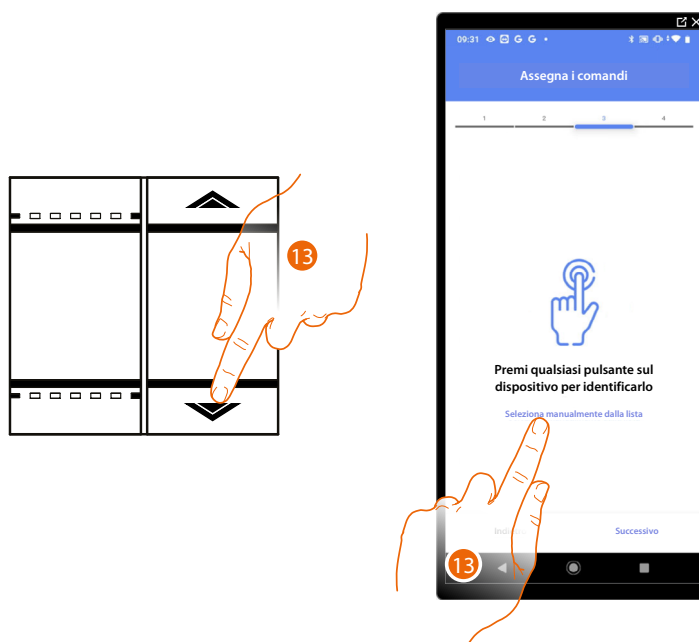 09:31 G G
Assegna i comandi
1 2 3 4
13
Premi qualsiasi pulsante sul
dispositivo per identificarlo
Seleziona manualmente dalla lista
Successivo
13